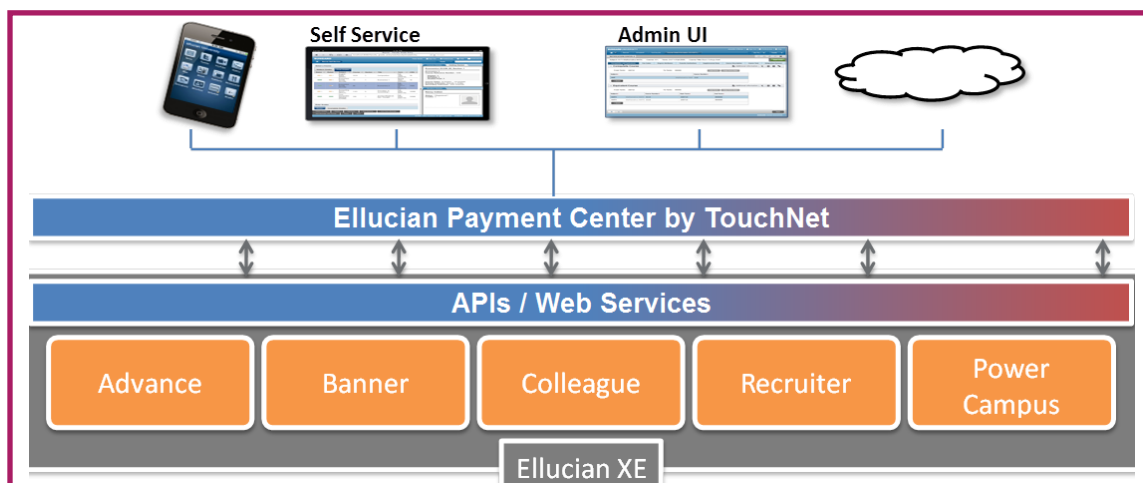 Self Service
Admin UI
Ellucian Payment Center by TouchNet
APIs / Web Services
Advance
Banner
Colleague
Recruiter
Power
Campus
Ellucian XE